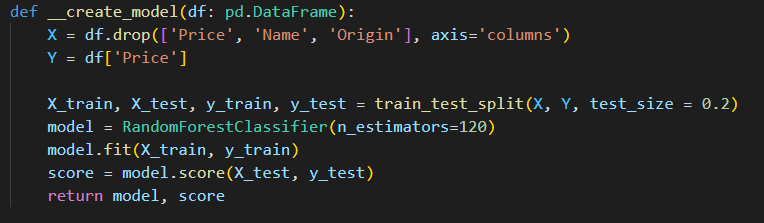 def __create_model(df: pd.DataFrame):
    X = df.drop(['Price', 'Name', 'Origin'], axis='columns')
    Y = df['Price']

    X_train, X_test, y_train, y_test = train_test_split(X, Y, test_size = 0.2)
    model = RandomForestClassifier(n_estimators=120)
    model.fit(X_train, y_train)
    score = model.score(X_test, y_test)
    return model, score